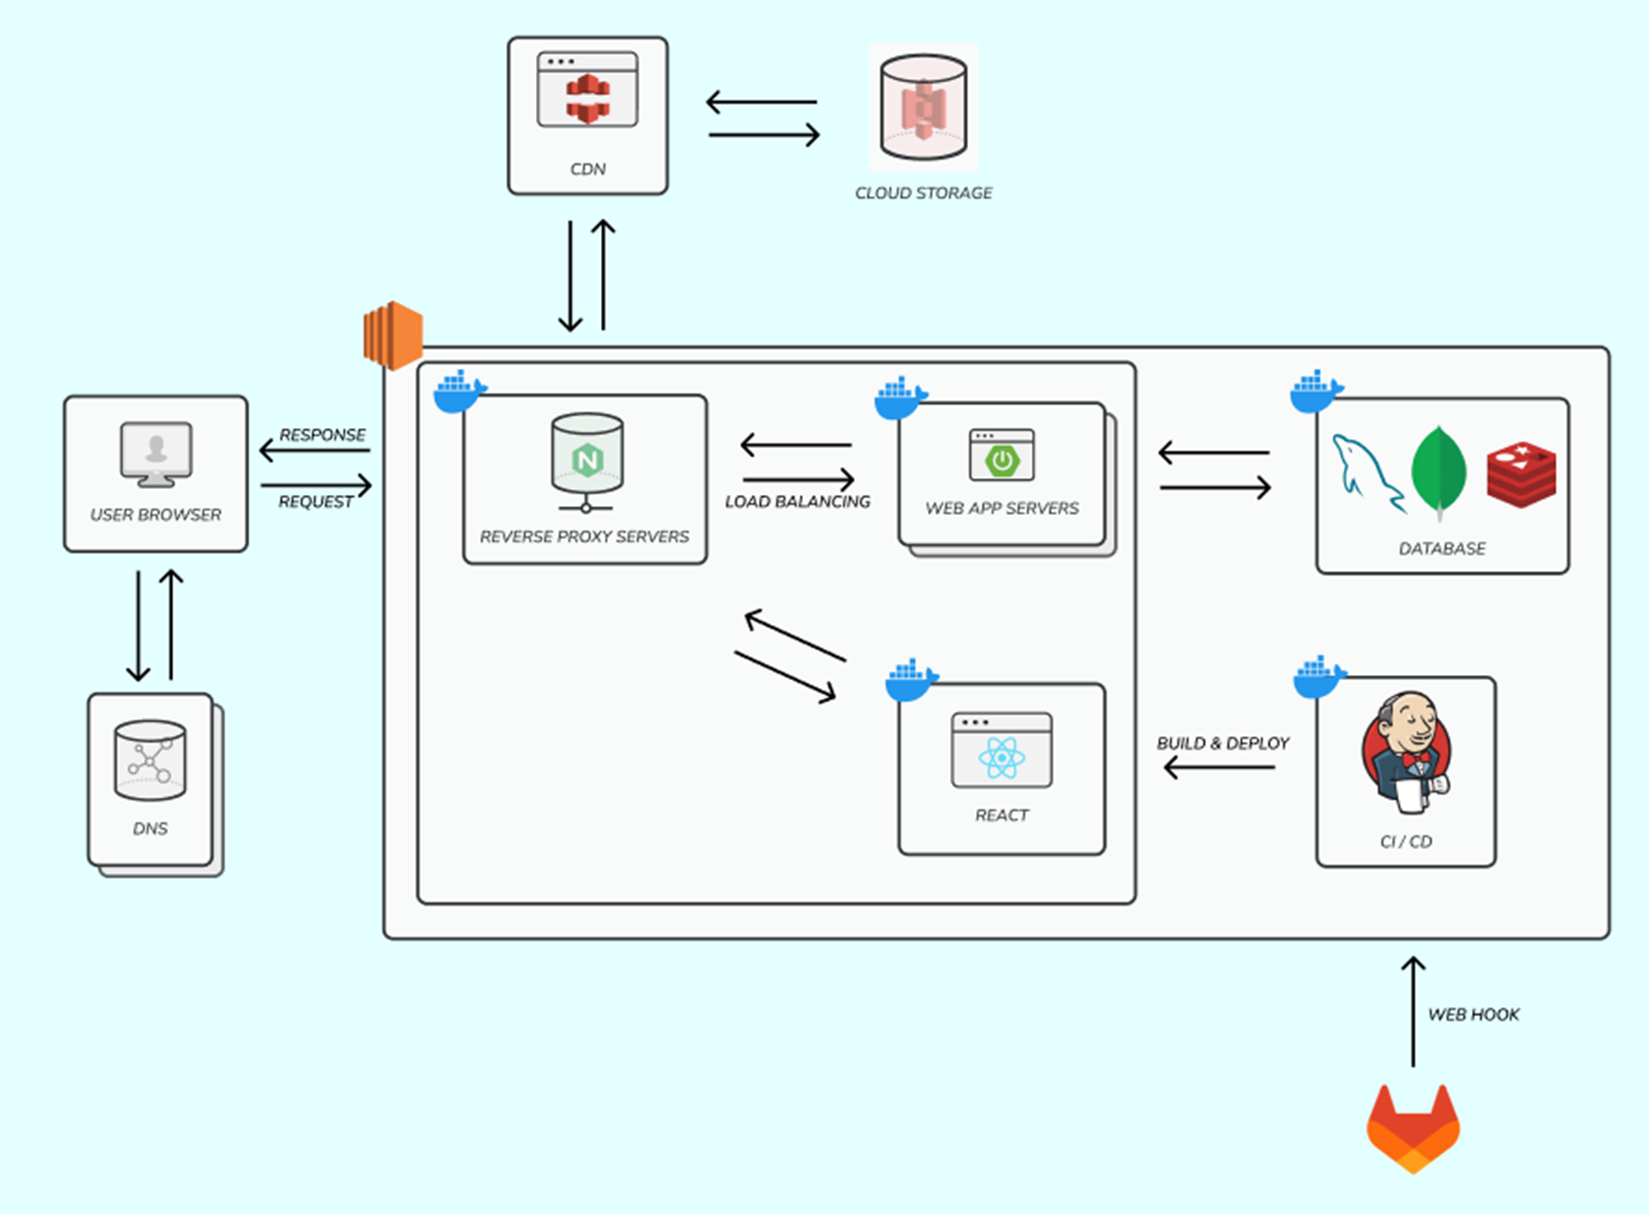 CDN
CLOUD STORAGE
RESPONSE
REQUEST
USER BROWSER
REVERSE PROXY SERVERS
LOAD BALANCING
WEB APP SERVERS
DATABASE
DNS
REACT
BUILD & DEPLOY
CI / CD
WEB HOOK